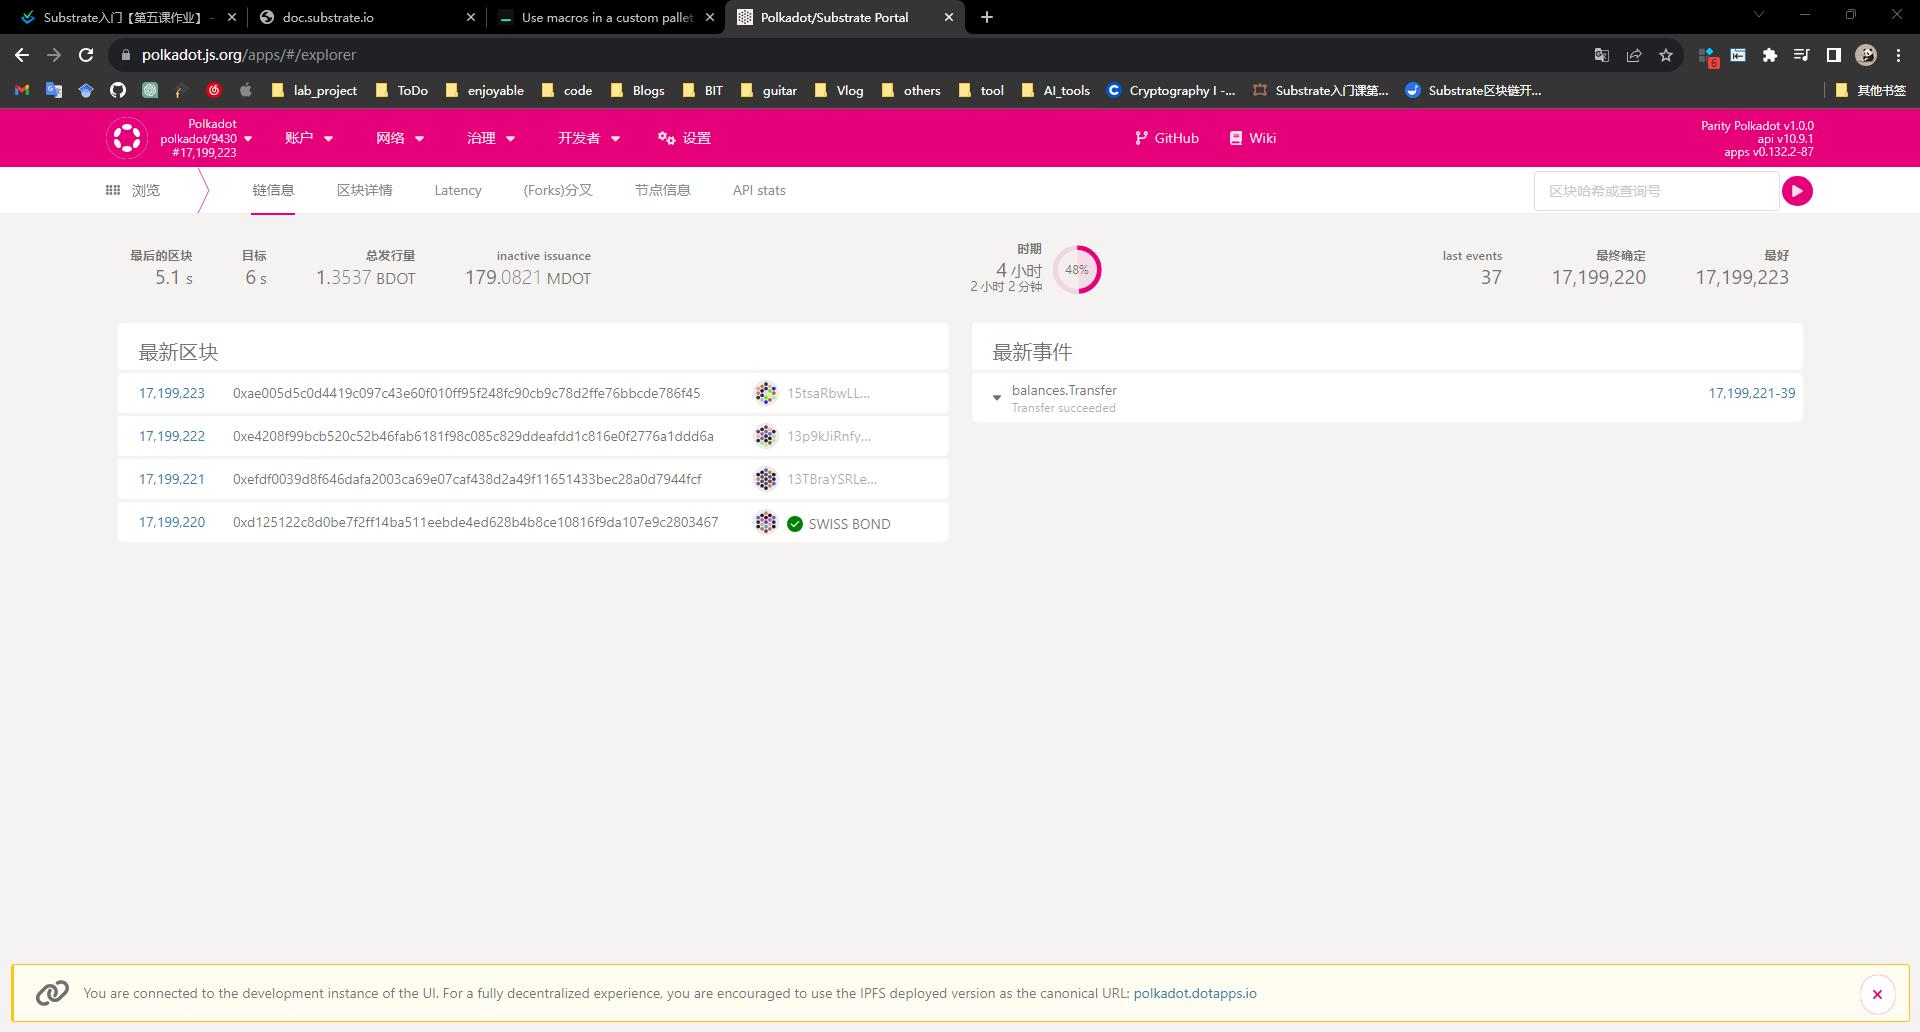 Substrate入门【第五课作业】 -
doc.substrate.io
Use macros in a custom pallet
Polkadot/Substrate Portal
polkadot.js.org/apps/#/explorer
6
lab_project
ToDo
enjoyable
code
Blogs
BIT
guitar
Vlog
others
tool
AI_tools
Cryptography I -...
Substrate入门课第...
Substrate区块链开...
其他书签
Polkadot
polkadot/9430
#17,199,223
账户
网络
治理
开发者
设置
GitHub
Wiki
Parity Polkadot v1.0.0
api v10.9.1
apps v0.132.2-87
浏览
链信息
区块详情
Latency
(Forks)分叉
节点信息
API stats
区块哈希或查询号
最后的区块
5.1 s
目标
6 s
总发行量
1.3537 BDOT
inactive issuance
179.0821 MDOT
时期
4 小时
2 小时 2 分钟
48%
last events
37
最终确定
17,199,220
最好
17,199,223
最新区块
17,199,223 0xae005d5c0d4419c097c43e60f010ff95f248fc90cb9c78d2ffe76bbcde786f45 15tsaRbwLL...
17,199,222 0xe4208f99bcb520c52b46fab6181f98c085c829ddeafdd1c816e0f2776a1ddd6a 13p9kJiRnfy...
17,199,221 0xefdf0039d8f646dafa2003ca69e07caf438d2a49f11651433bec28a0d7944fcf 13TBraYSRLe...
17,199,220 0xd125122c8d0be7f2ff14ba511eebde4ed628b4b8ce10816f9da107e9c2803467 SWISS BOND
最新事件
balances.Transfer
Transfer succeeded
17,199,221-39
You are connected to the development instance of the UI. For a fully decentralized experience, you are encouraged to use the IPFS deployed version as the canonical URL: polkadot.dotapps.io